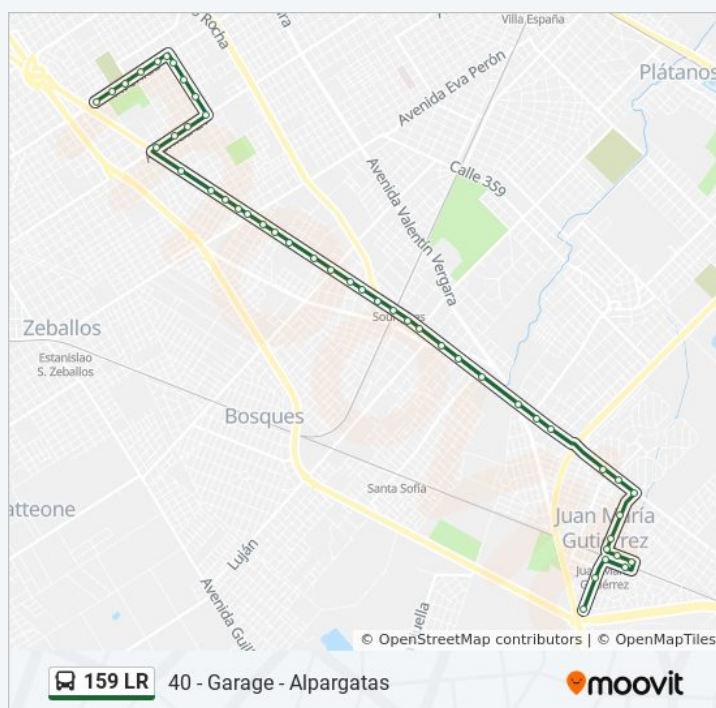 Rocha
Villa España
Plátanos
Avenida Eva Perón
Calle 359
Avenida Valentín Vergara
Zeballos
Estanislao
S. Zeballos
Bosques
Santa Sofía
atteone
Juan María
Gutiérrez
Luján
© OpenStreetMap contributors | © OpenMapTiles
159 LR 40 - Garage - Alpargatas
moovit